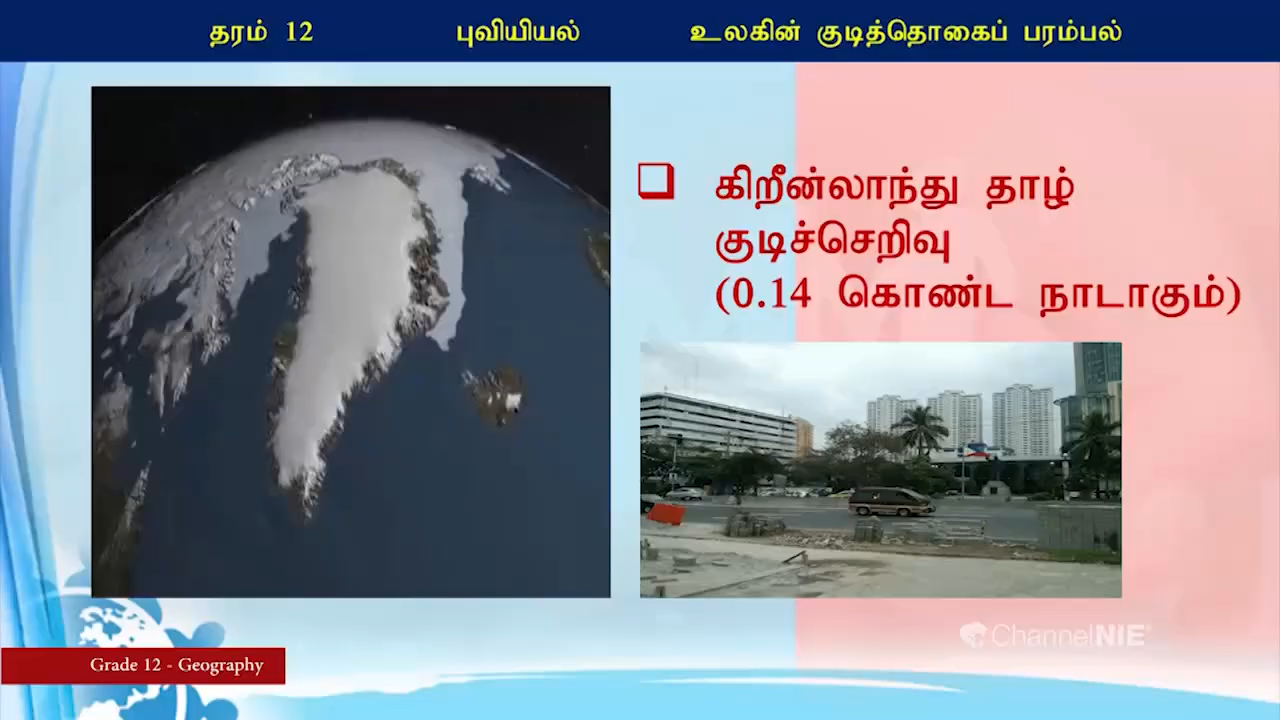 தரம் 12 புவியியல் உலகின் குடித்தொகைப் பரம்பல்
கிறீன்லாந்து தாழ்
குடிச்செறிவு
(0.14 கொண்ட நாடாகும்)
ChannelNIE
Grade 12 - Geography